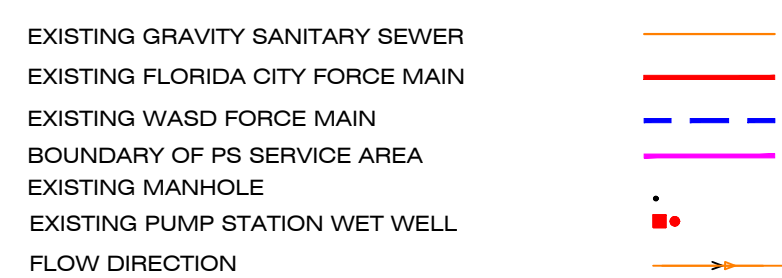 EXISTING GRAVITY SANITARY SEWER
EXISTING FLORIDA CITY FORCE MAIN
EXISTING WASD FORCE MAIN
BOUNDARY OF PS SERVICE AREA
EXISTING MANHOLE
EXISTING PUMP STATION WET WELL
FLOW DIRECTION